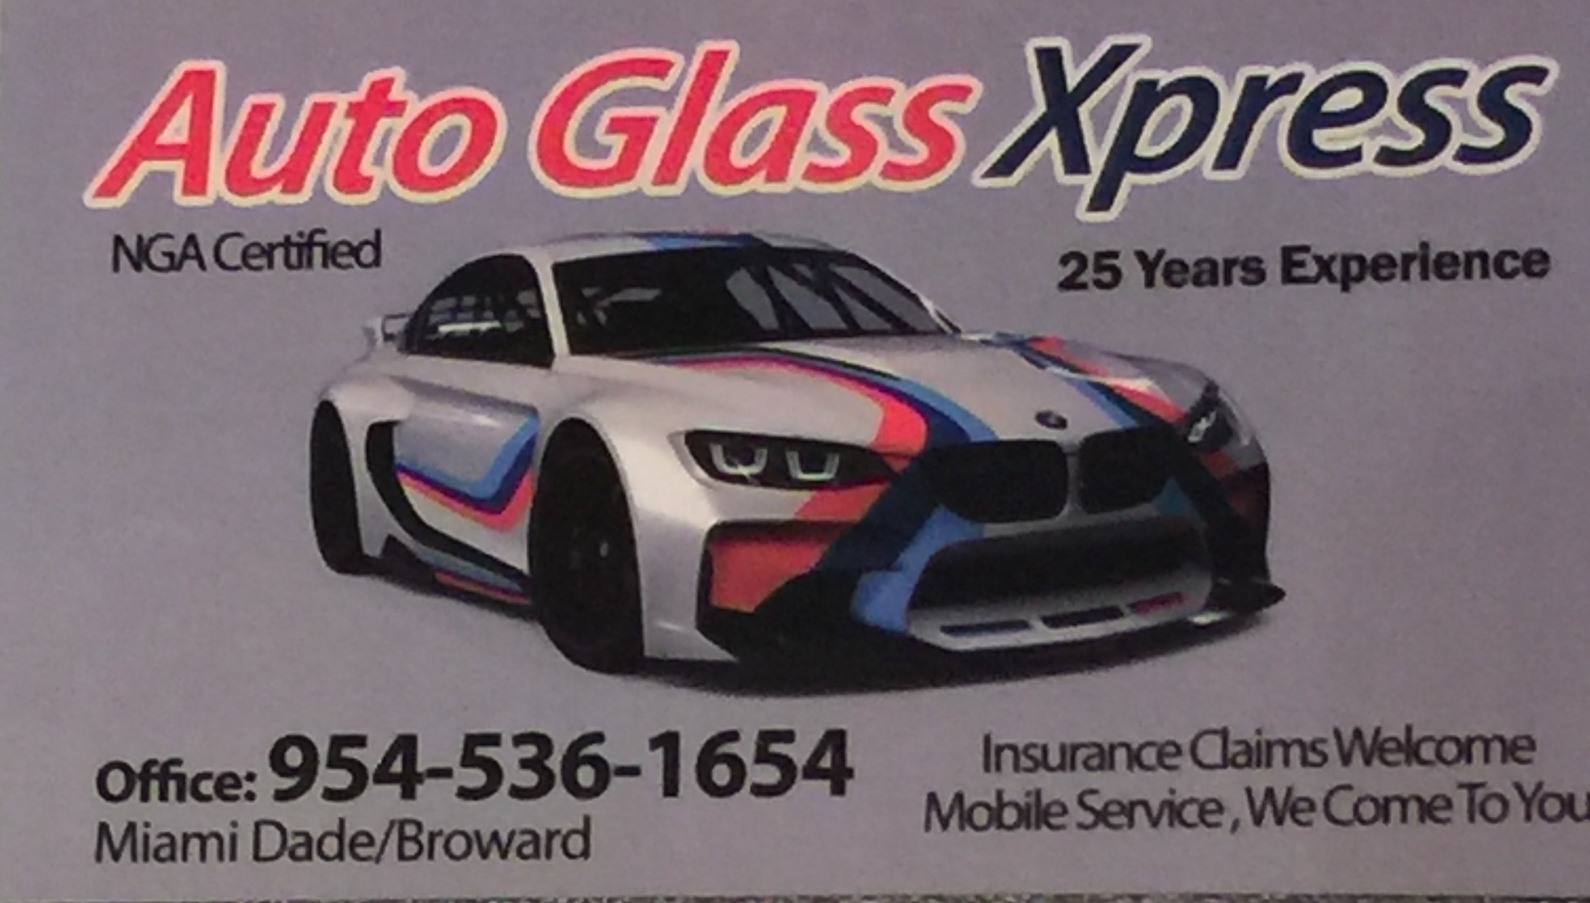 Auto Glass Xpress
NGA Certified
25 Years Experience
Office: 954-536-1654
Miami Dade/Broward
Insurance Claims Welcome
Mobile Service, We Come To You